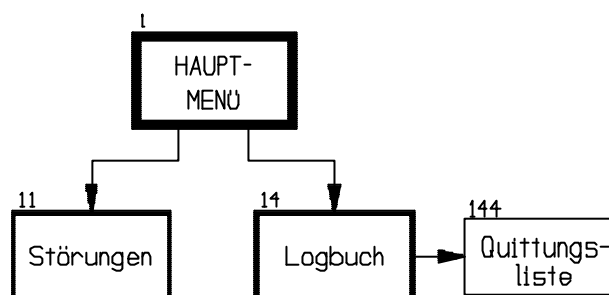 1
HAUPT-
MENÜ
11
Störungen
14
Logbuch
144
Quittungs-
liste